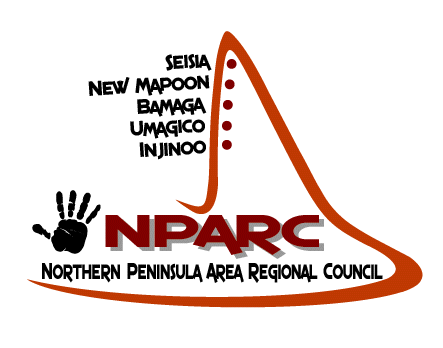 Seisia
New Mapoon
Bamaga
Umagico
Injinoo
NPARC
Northern Peninsula Area Regional Council